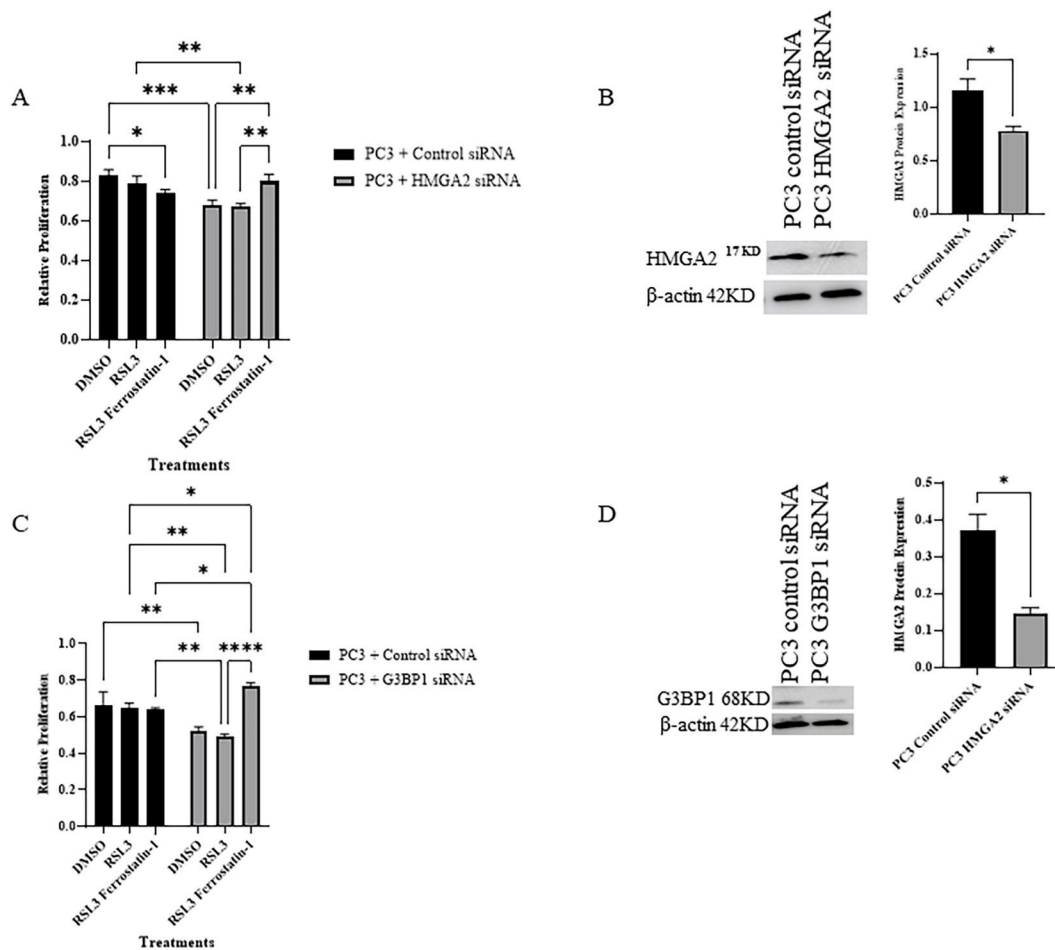 A
**
***
**
*
**
1.0
0.8
0.6
0.4
0.2
0.0
Relative Proliferation
DMSO
RSL3
RSL3 Ferrostatin-1
DMSO
RSL3
RSL3 Ferrostatin-1
Treatments
PC3 + Control siRNA
PC3 + HMGA2 siRNA
B
PC3 control siRNA
PC3 HMGA2 siRNA
HMGA2 17 KD
β-actin 42KD
*
1.5
1.0
0.5
0.0
HMGA2 Protein Expression
PC3 Control siRNA
PC3 HMGA2 siRNA
C
*
**
*
**
**
****
1.0
0.8
0.6
0.4
0.2
0.0
Relative Proliferation
DMSO
RSL3
RSL3 Ferrostatin-1
DMSO
RSL3
RSL3 Ferrostatin-1
Treatments
PC3 + Control siRNA
PC3 + G3BP1 siRNA
D
PC3 control siRNA
PC3 G3BP1 siRNA
G3BP1 68KD
β-actin 42KD
*
0.5
0.4
0.3
0.2
0.1
0.0
HMGA2 Protein Expression
PC3 Control siRNA
PC3 HMGA2 siRNA